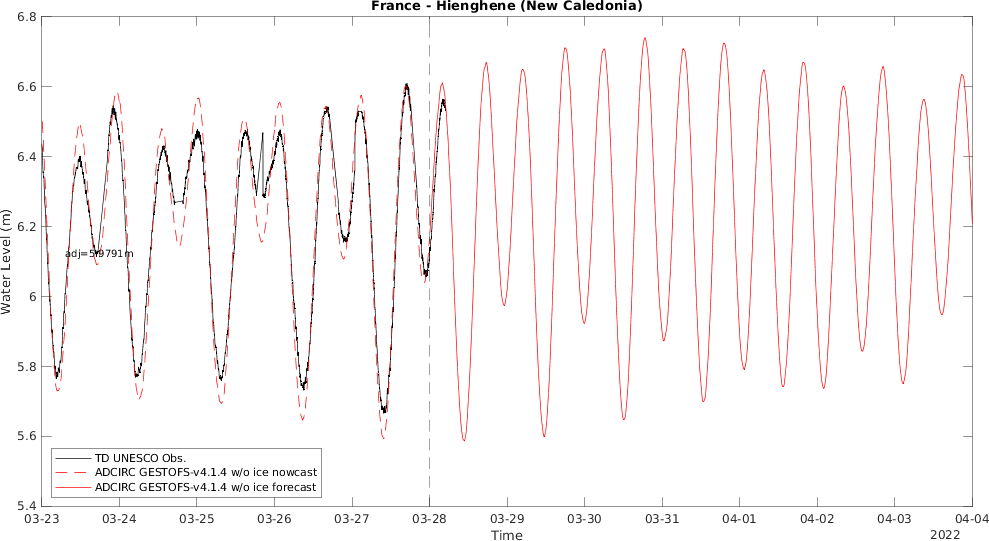 France - Hienghene (New Caledonia)
6.8
6.6
6.4
6.2
6
5.8
5.6
5.4
Water Level (m)
adj=5.9791m
TD UNESCO Obs.
ADCIRC GESTOFS-v4.1.4 w/o ice nowcast
ADCIRC GESTOFS-v4.1.4 w/o ice forecast
03-23 03-24 03-25 03-26 03-27 03-28 03-29 03-30 03-31 04-01 04-02 04-03 04-04
Time
2022